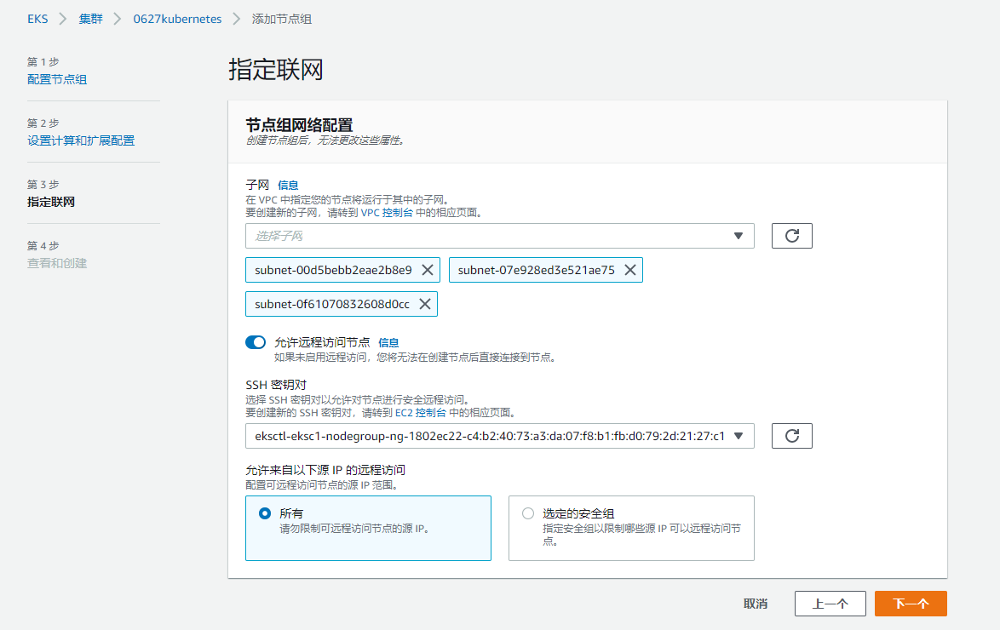 EKS > 集群 > 0627kubernetes > 添加节点组
第 1 步
配置节点组
第 2 步
设置计算和扩展配置
第 3 步
指定联网
第 4 步
查看和创建
指定联网
节点组网络配置
创建节点组后，无法更改这些属性。
子网 信息
在 VPC 中指定您的节点将运行于其中的子网。
要创建新的子网，请转到 VPC 控制台 中的相应页面。
选择子网
subnet-00d5bebb2eae2b8e9
subnet-07e928ed3e521ae75
subnet-0f61070832608d0cc
允许远程访问节点 信息
如果未启用远程访问，您将无法在创建节点后直接连接到节点。
SSH 密钥对
选择 SSH 密钥对以允许对节点进行安全远程访问。
要创建新的 SSH 密钥对，请转到 EC2 控制台 中的相应页面。
eksctl-eksc1-nodegroup-ng-1802ec22-c4:b2:40:73:a3:da:07:f8:b1:fb:d0:79:2d:21:27:c1
允许来自以下源 IP 的远程访问
配置可远程访问节点的源 IP 范围。
所有
请勿限制可远程访问节点的源 IP。
选定的安全组
指定安全组以限制哪些源 IP 可以远程访问节
点。
取消
上一个
下一个